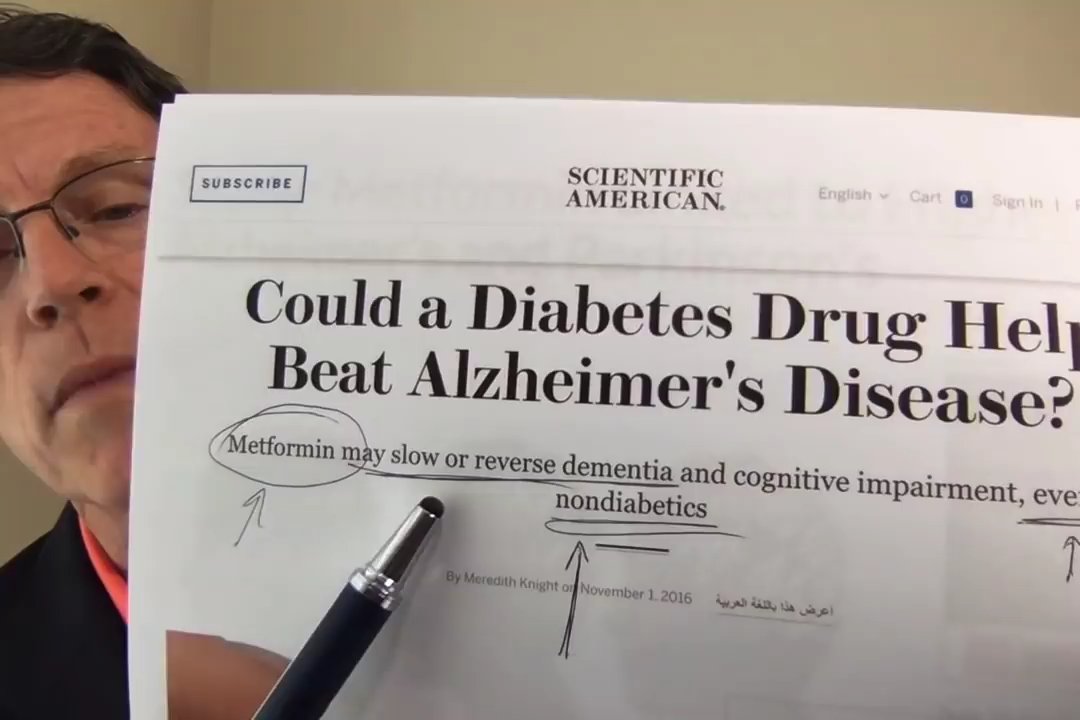 SUBSCRIBE
SCIENTIFIC
AMERICAN.
English
Cart 0
Sign In |
Could a Diabetes Drug Help
Beat Alzheimer's Disease?
Metformin may slow or reverse dementia and cognitive impairment, eve
nondiabetics
By Meredith Knight on November 1, 2016
اعرض هذا باللغة العربية